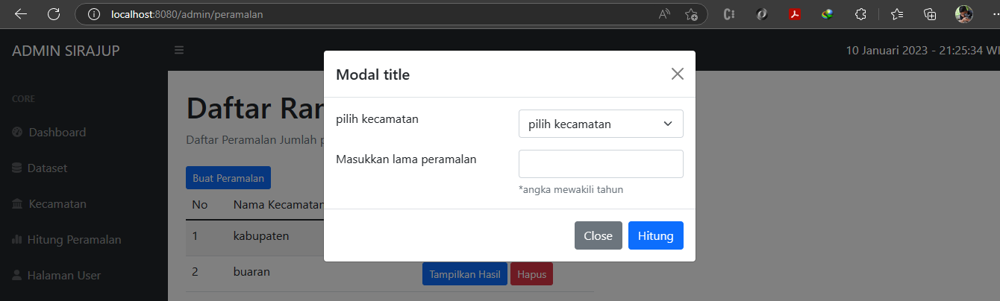 localhost:8080/admin/peramalan
ADMIN SIRAJUP
10 Januari 2023 - 21:25:34 WI
Modal title
CORE
Daftar Ran
pilih kecamatan
pilih kecamatan
Dashboard
Daftar Peramalan Jumlah p
Masukkan lama peramalan
Dataset
Buat Peramalan
*angka mewakili tahun
Kecamatan
No Nama Kecamatan
Hitung Peramalan
1 kabupaten
Close Hitung
Halaman User
2 buaran Tampilkan Hasil Hapus